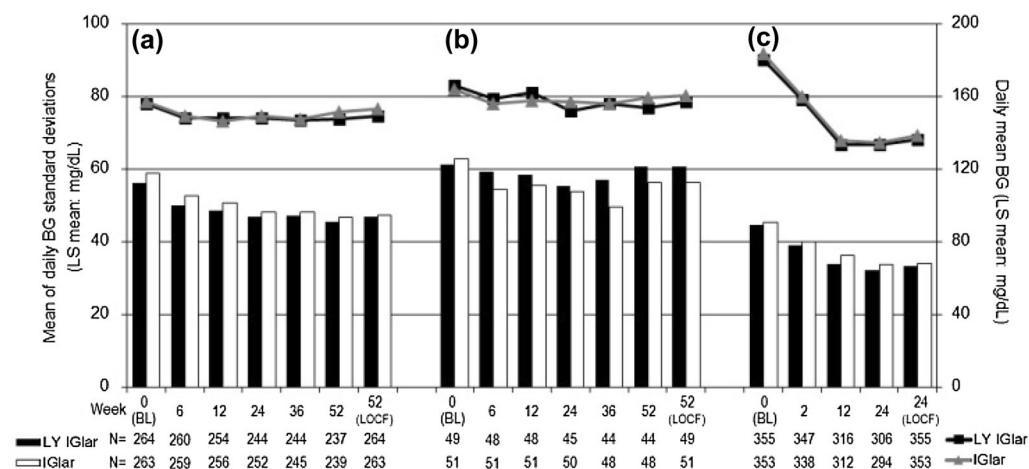 100 200
(a) (b) (c)
80 160
60 120
40 80
20 40
0 0
Mean of daily BG standard deviations
(LS mean: mg/dL)
Daily mean BG (LS mean: mg/dL)
Week 0 (BL) 6 12 24 36 52 52 (LOCF) 0 (BL) 6 12 24 36 52 52 (LOCF) 0 (BL) 2 12 24 24 (LOCF)
LY IGlar N= 264 260 254 244 244 237 264 49 48 48 45 44 44 49 355 347 316 306 355 LY IGlar
IGlar N= 263 259 256 252 245 239 263 51 51 51 50 48 48 51 353 338 312 294 353 IGlar